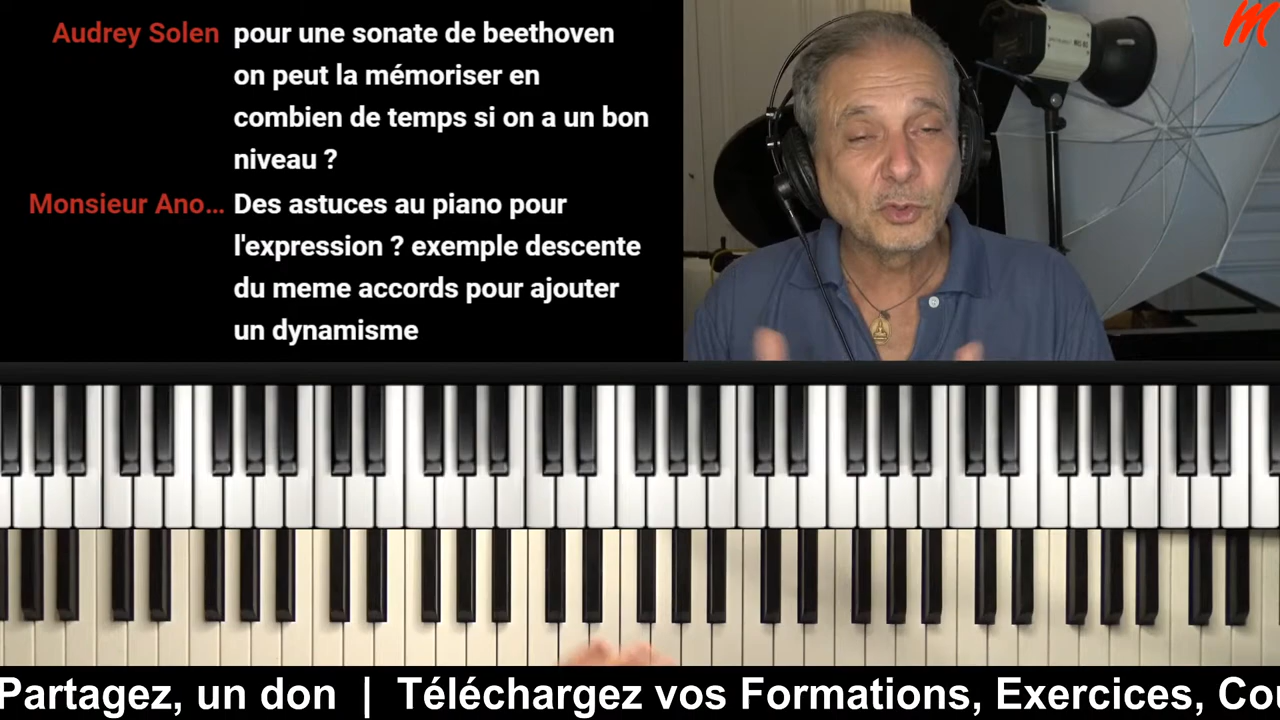 Audrey Solen pour une sonate de beethoven
on peut la mémoriser en
combien de temps si on a un bon
niveau ?
Monsieur Ano... Des astuces au piano pour
l'expression ? exemple descente
du meme accords pour ajouter
un dynamisme
Partagez, un don | Téléchargez vos Formations, Exercices,